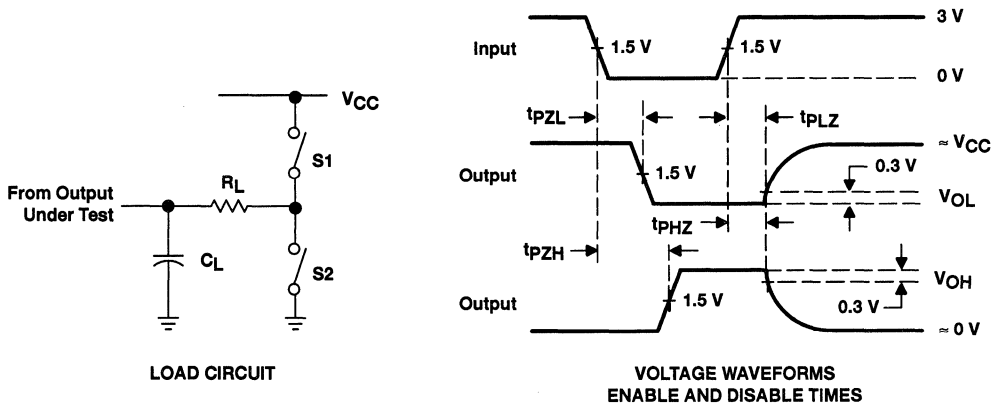 VCC
S1
RL
From Output
Under Test
CL
S2
LOAD CIRCUIT
Input
1.5 V
1.5 V
3 V
0 V
tPZL
tPLZ
Output
1.5 V
≈ VCC
0.3 V
VOL
tPHZ
tPZH
Output
1.5 V
VOH
0.3 V
≈ 0 V
VOLTAGE WAVEFORMS
ENABLE AND DISABLE TIMES